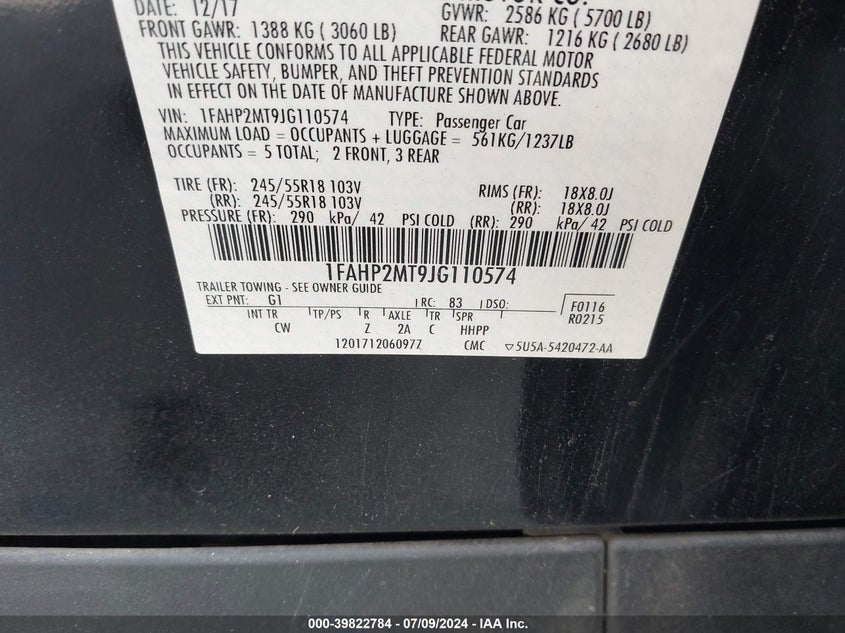 DATE: 12/17
MOTOR CO.
GVWR: 2586 KG ( 5700 LB)
FRONT GAWR: 1388 KG ( 3060 LB)
REAR GAWR: 1216 KG ( 2680 LB)
THIS VEHICLE CONFORMS TO ALL APPLICABLE FEDERAL MOTOR
VEHICLE SAFETY, BUMPER, AND THEFT PREVENTION STANDARDS
IN EFFECT ON THE DATE OF MANUFACTURE SHOWN ABOVE.
VIN: 1FAHP2MT9JG110574 TYPE: Passenger Car
MAXIMUM LOAD = OCCUPANTS + LUGGAGE = 561KG/1237LB
OCCUPANTS = 5 TOTAL; 2 FRONT, 3 REAR
TIRE (FR): 245/55R18 103V RIMS (FR): 18X8.0J
(RR): 245/55R18 103V (RR): 18X8.0J
PRESSURE (FR): 290 kPa/ 42 PSI COLD (RR): 290 kPa/ 42 PSI COLD
1FAHP2MT9JG110574
TRAILER TOWING - SEE OWNER GUIDE
EXT PNT: G1 RC: 83 DSO:
F0116
R0215
INT TR TP/PS R AXLE TR SPR
CW Z 2A C HHPP
12017120609​7Z CMC ▽5U5A-5420472-AA
000-39822784 / 07/09/2024 - IAA Inc.